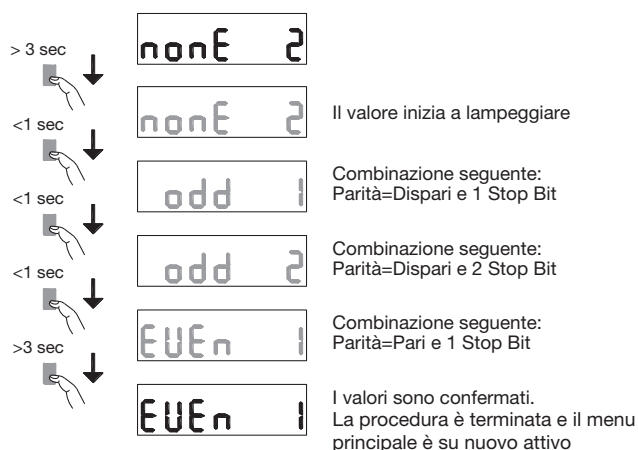 nonE 2
> 3 sec
nonE 2
Il valore inizia a lampeggiare
<1 sec
odd 1
Combinazione seguente:
Parità=Dispari e 1 Stop Bit
<1 sec
odd 2
Combinazione seguente:
Parità=Dispari e 2 Stop Bit
<1 sec
EVEn 1
Combinazione seguente:
Parità=Pari e 1 Stop Bit
>3 sec
EVEn 1
I valori sono confermati.
La procedura è terminata e il menu
principale è su nuovo attivo